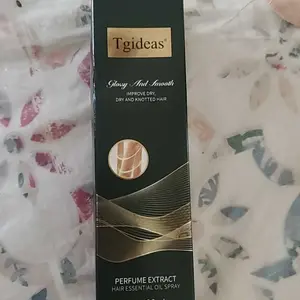 Tgideas®
Glossy And Smooth
IMPROVE DRY,
DRY AND KNOTTED HAIR
PERFUME EXTRACT
HAIR ESSENTIAL OIL SPRAY